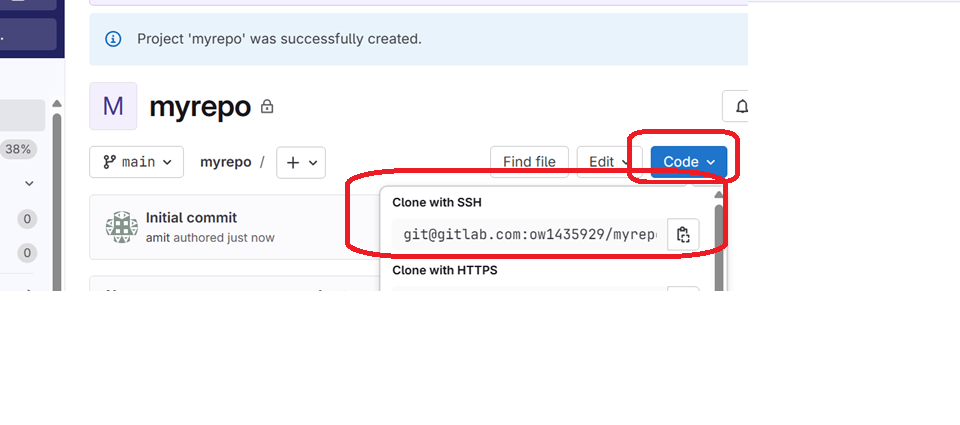 Project 'myrepo' was successfully created.
M myrepo
38%
main myrepo / + Find file Edit Code
Clone with SSH
0 Initial commit
git@gitlab.com:ow1435929/myrep
amit authored just now
0
Clone with HTTPS